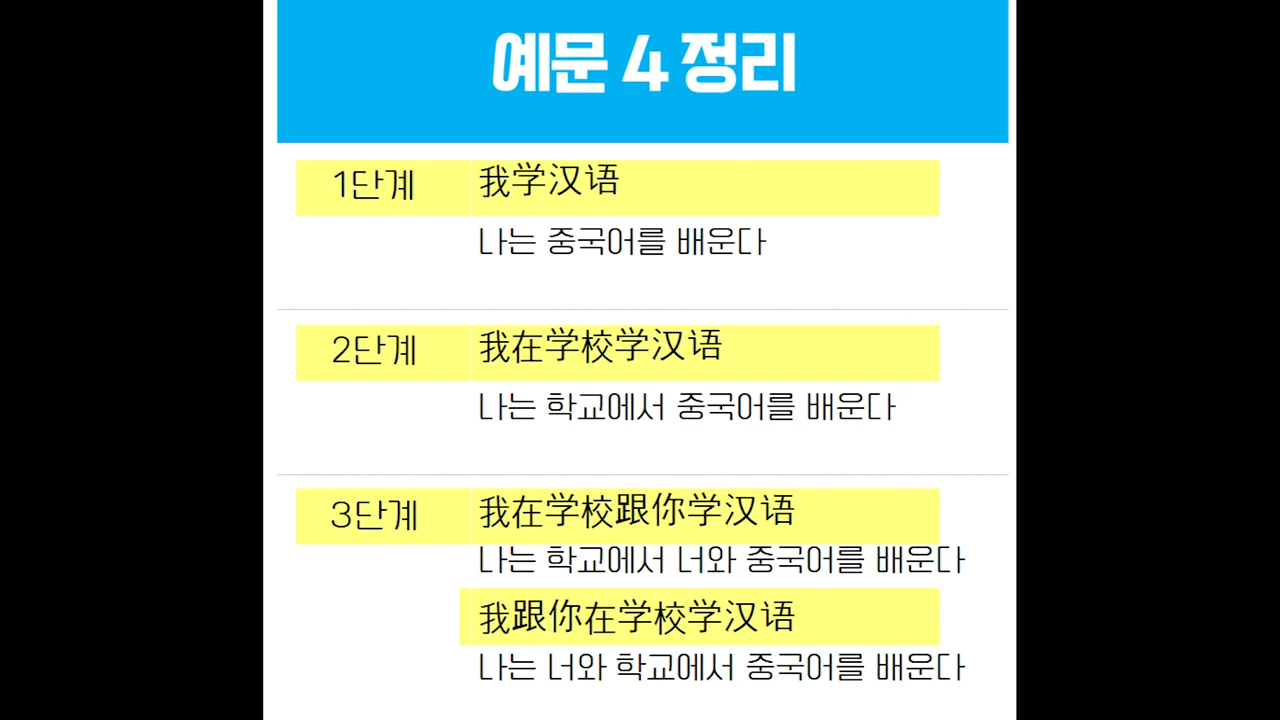 예문 4 정리
1단계 我学汉语
나는 중국어를 배운다
2단계 我在学校学汉语
나는 학교에서 중국어를 배운다
3단계 我在学校跟你学汉语
나는 학교에서 너와 중국어를 배운다
我跟你在学校学汉语
나는 너와 학교에서 중국어를 배운다